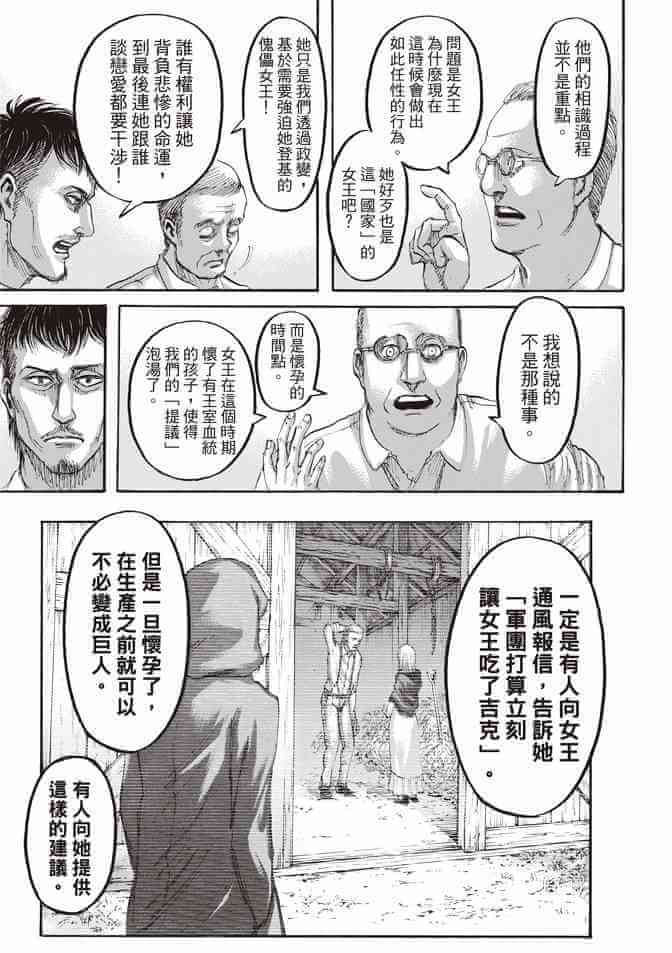 他們的相識過程
並不是重點。
問題是女王
為什麼現在
這時候會做出
如此任性的行為。
她好歹也是
這「國家」的
女王吧?
她只是我們透過政變，
基於需要強迫她登基的
傀儡女王！
誰有權利讓她
背負悲慘的命運，
到最後連她跟誰
談戀愛都要干涉！
我想說的
不是那種事。
而是懷孕的
時間點。
女王在這個時期
懷了有王室血統
的孩子，使得
我們的「提議」
泡湯了。
一定是有人向女王
通風報信，告訴她
「軍團打算立刻
讓女王吃了吉克」。
但是一旦懷孕了，
在生產之前就可以
不必變成巨人。
有人向她提供
這樣的建議。